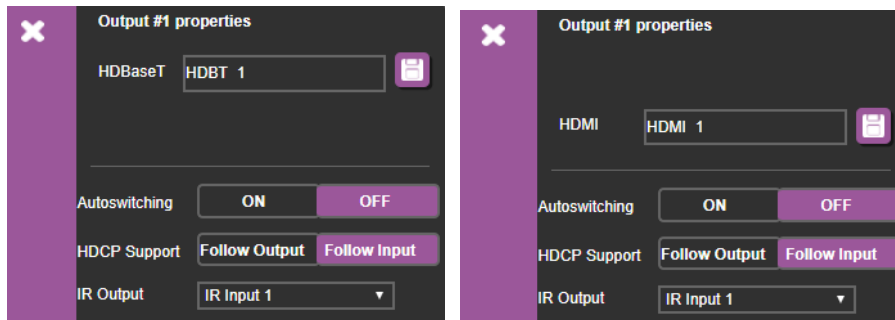 Output #1 properties
HDBaseT HDBT 1
Autoswitching ON OFF
HDCP Support Follow Output Follow Input
IR Output IR Input 1
Output #1 properties
HDMI HDMI 1
Autoswitching ON OFF
HDCP Support Follow Output Follow Input
IR Output IR Input 1